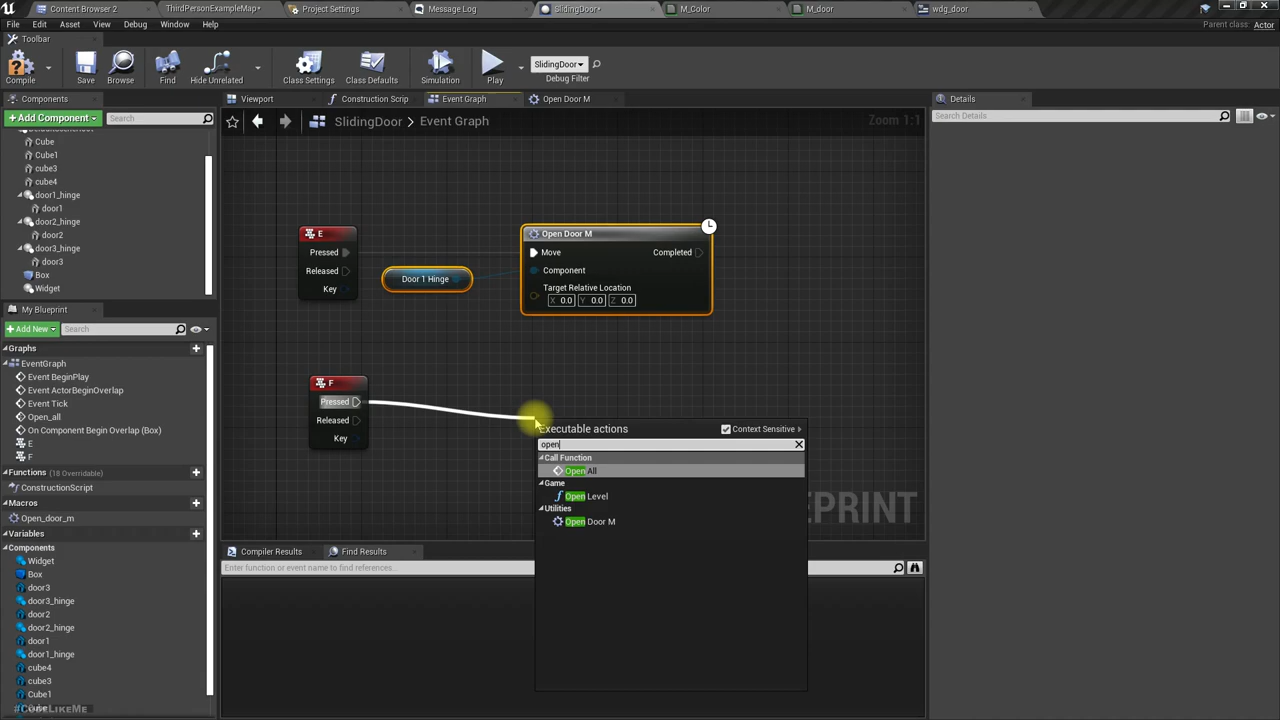 Content Browser 2
ThirdPersonExampleMap*
Project Settings
Message Log
SlidingDoor*
M_Color
M_door
wdg_door
File Edit Asset View Debug Window Help
Parent class: Actor
Toolbar
Compile
Save
Browse
Find
Hide Unrelated
Class Settings
Class Defaults
Simulation
Play
SlidingDoor
Debug Filter
Components
Viewport
Construction Scrip
Event Graph
Open Door M
Details
+ Add Component
Search
Search Details
SlidingDoor > Event Graph
Zoom 1:1
Cube
Cube1
cube3
cube4
door1_hinge
door1
door2_hinge
door2
door3_hinge
door3
Box
Widget
E
Pressed
Released
Key
Door 1 Hinge
Open Door M
Move
Completed
Component
Target Relative Location
X 0.0 Y 0.0 Z 0.0
My Blueprint
+ Add New
Search
Graphs
EventGraph
Event BeginPlay
Event ActorBeginOverlap
Event Tick
Open_all
On Component Begin Overlap (Box)
E
F
Functions (18 Overridable)
ConstructionScript
Macros
Open_door_m
Variables
Components
Widget
Box
door3
door3_hinge
door2
door2_hinge
door1
door1_hinge
cube4
cube3
Cube1
#CodeLikeMe
F
Pressed
Released
Key
Executable actions
Context Sensitive
open
Call Function
Open All
Game
Open Level
Utilities
Open Door M
Compiler Results
Find Results
Enter function or event name to find references...